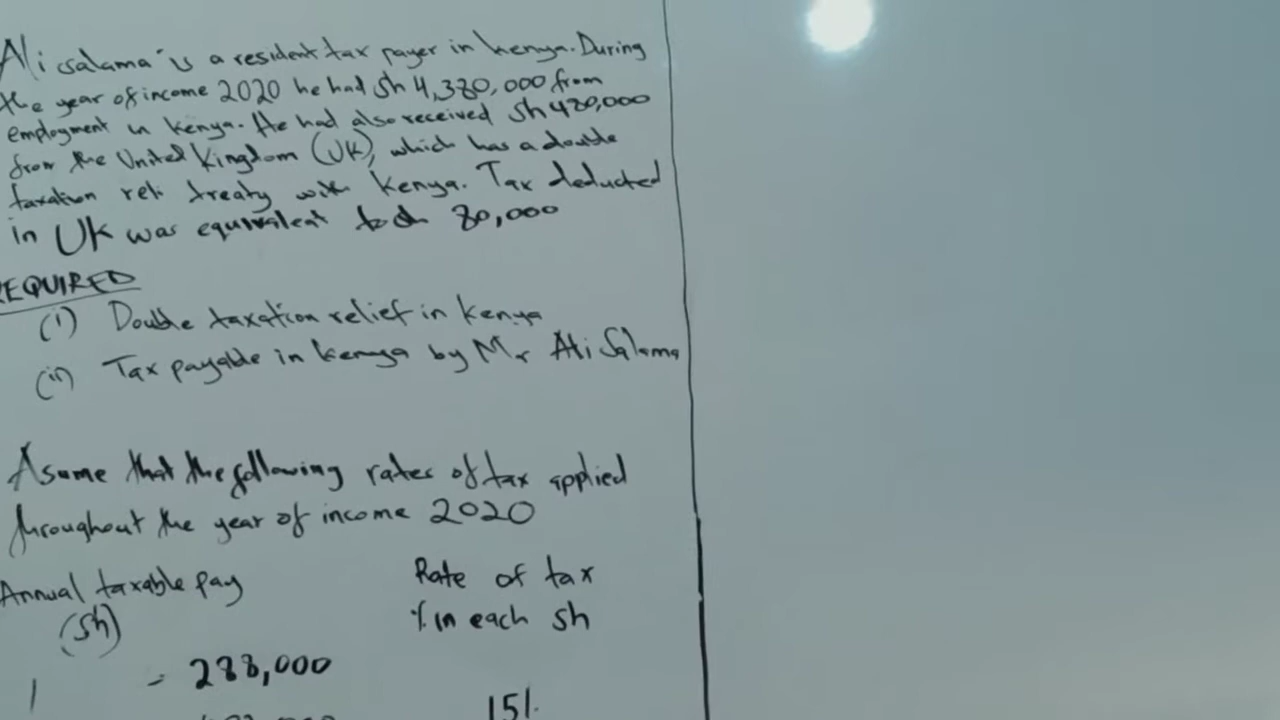 Ali Salama is a resident tax payer in Kenya. During
the year of income 2020 he had Sh 4,380,000 from
employment in Kenya. He had also received Sh 480,000
from the United Kingdom (UK), which has a double
taxation reli treaty with Kenya. Tax deducted
in UK was equivalent to 80,000
REQUIRED
(i) Double taxation relief in Kenya
(ii) Tax payable in Kenya by Mr Ali Salama
Asume that the following rates of tax applied
throughout the year of income 2020
Annual taxable pay Rate of tax
(Sh) % in each sh
1 - 288,000
15%